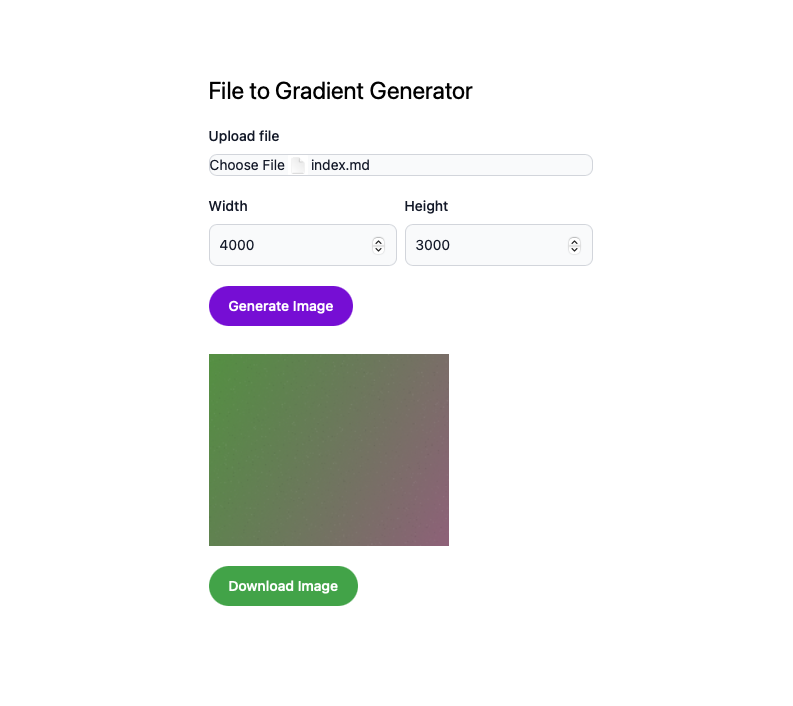 File to Gradient Generator
Upload file
Choose File index.md
Width Height
4000 3000
Generate Image
Download Image